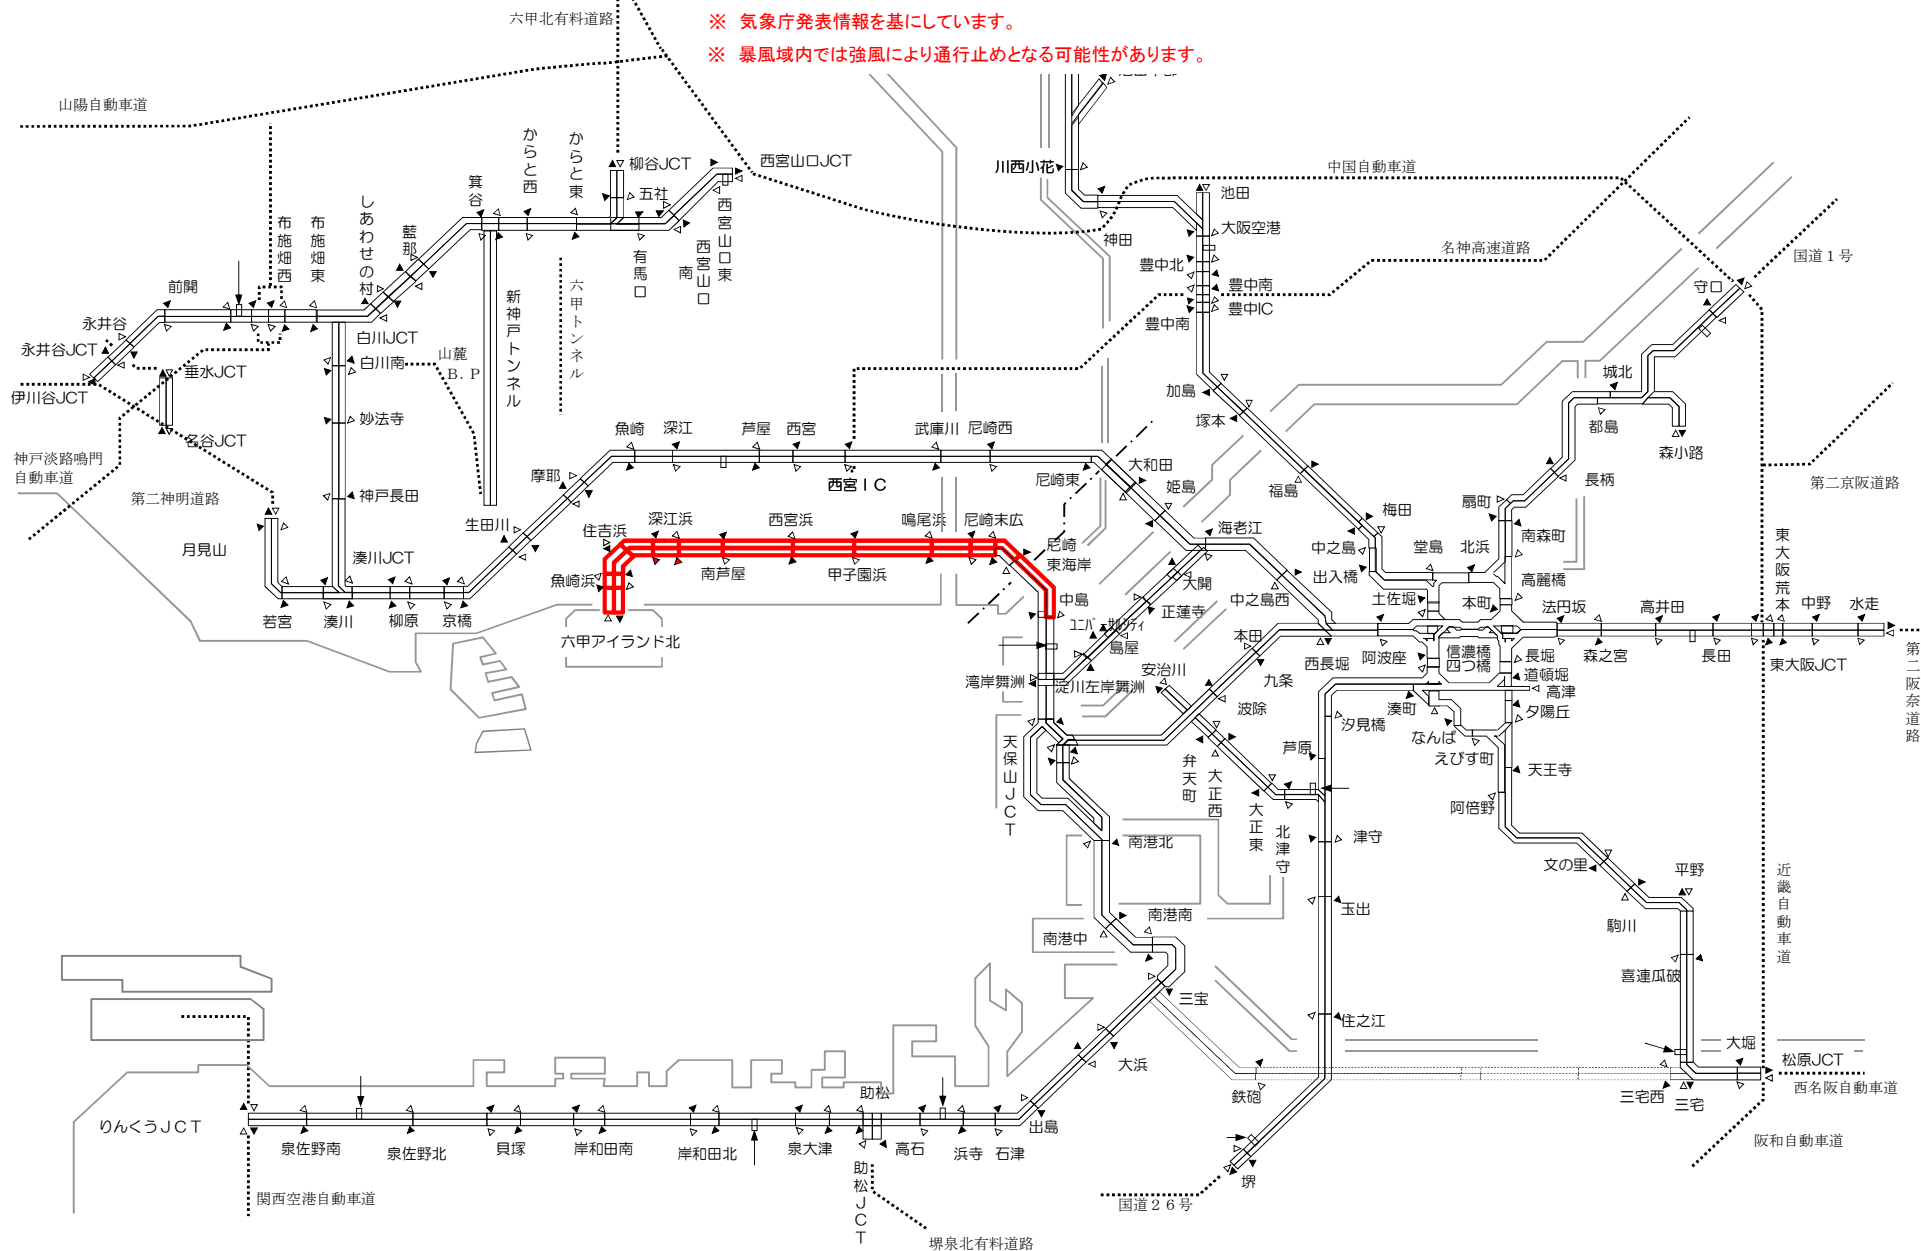 六甲北有料道路
※ 気象庁発表情報を基にしています。
※ 暴風域内では強風により通行止めとなる可能性があります。
山陽自動車道
からと西
からと東
柳谷JCT
西宮山口JCT
川西小花
中国自動車道
池田
箕谷
五社
しあわせの村
布施畑西
布施畑東
藍那
西宮山口東
西宮山口南
有馬口
神田
大阪空港
名神高速道路
国道1号
豊中北
豊中南
豊中IC
豊中南
守口
前開
新神戸トンネル
六甲トンネル
永井谷
永井谷JCT
白川JCT
白川南
山麓
B.P
垂水JCT
伊川谷JCT
加島
城北
塚本
都島
妙法寺
魚崎
深江
芦屋
西宮
武庫川
尼崎西
名谷JCT
森小路
神戸淡路鳴門
自動車道
第二神明道路
神戸長田
摩耶
西宮IC
尼崎東
大和田
姫島
福島
長柄
第二京阪道路
扇町
梅田
南森町
生田川
住吉浜
深江浜
西宮浜
鳴尾浜
尼崎末広
海老江
月見山
湊川JCT
魚崎浜
南芦屋
甲子園浜
尼崎
東海岸
中之島
出入橋
堂島
北浜
高麗橋
東大阪荒本
大開
中之島西
正蓮寺
中島
土佐堀
本町
法円坂
高井田
中野
水走
若宮
湊川
柳原
京橋
六甲アイランド北
ユニバーサルシティ
島屋
本田
安治川
西長堀
阿波座
信濃橋
四つ橋
長堀
森之宮
長田
東大阪JCT
第二阪奈道路
湾岸舞洲
淀川左岸舞洲
九条
道頓堀
高津
波除
湊町
夕陽丘
汐見橋
なんば
えびす町
天保山JCT
弁天町
大正西
芦原
天王寺
阿倍野
大正東
北津守
南港北
津守
文の里
平野
近畿自動車道
玉出
駒川
南港南
南港中
喜連瓜破
三宝
住之江
大浜
大堀
松原JCT
西名阪自動車道
鉄砲
三宅西
三宅
助松
りんくうJCT
出島
泉佐野南
泉佐野北
貝塚
岸和田南
岸和田北
泉大津
高石
浜寺
石津
阪和自動車道
助松JCT
堺
関西空港自動車道
国道26号
堺泉北有料道路